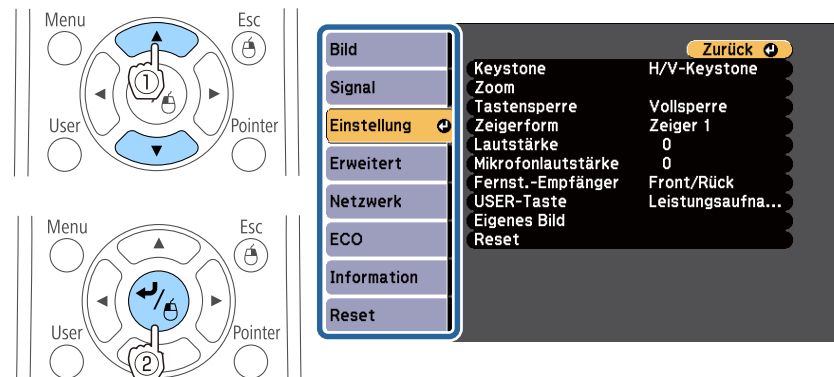 Menu
Esc
①
User
Pointer
Menu
Esc
User
Pointer
②
Bild
Signal
Einstellung
Erweitert
Netzwerk
ECO
Information
Reset
Zurück
Keystone H/V-Keystone
Zoom
Tastensperre Vollsperre
Zeigerform Zeiger 1
Lautstärke 0
Mikrofonlautstärke 0
Fernst.-Empfänger Front/Rück
USER-Taste Leistungsaufna...
Eigenes Bild
Reset